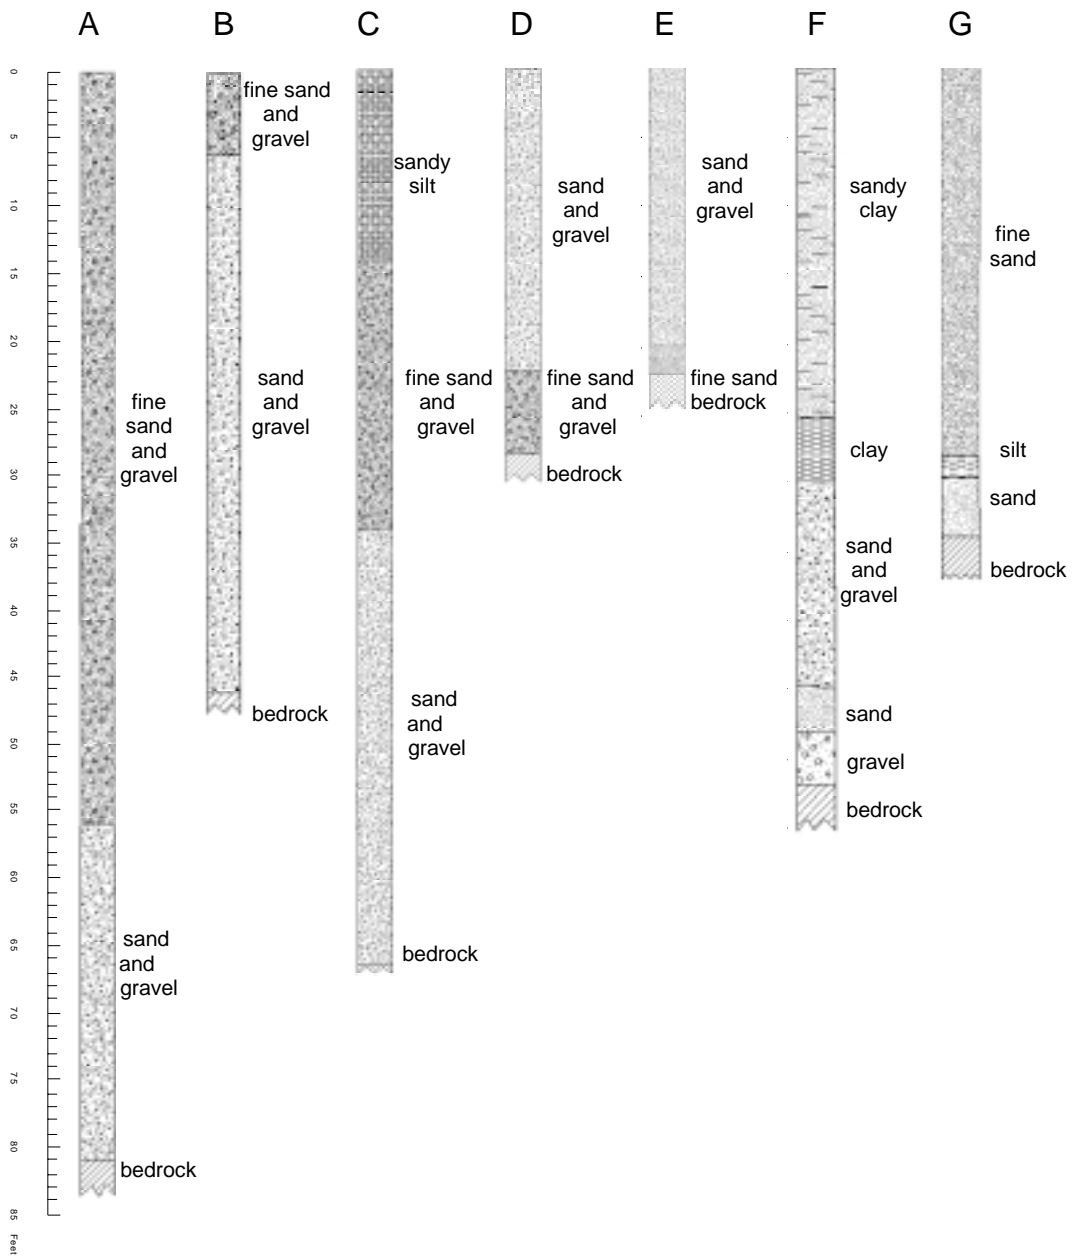 A B C D E F G
0
5
10
15
20
25
30
35
40
45
50
55
60
65
70
75
80
85 Feet
fine
sand
and
gravel
sand
and
gravel
bedrock
fine sand
and
gravel
sand
and
gravel
bedrock
sandy
silt
fine sand
and
gravel
sand
and
gravel
bedrock
sand
and
gravel
fine sand
and
gravel
bedrock
sand
and
gravel
fine sand
bedrock
sandy
clay
clay
sand
and
gravel
sand
gravel
bedrock
fine
sand
silt
sand
bedrock